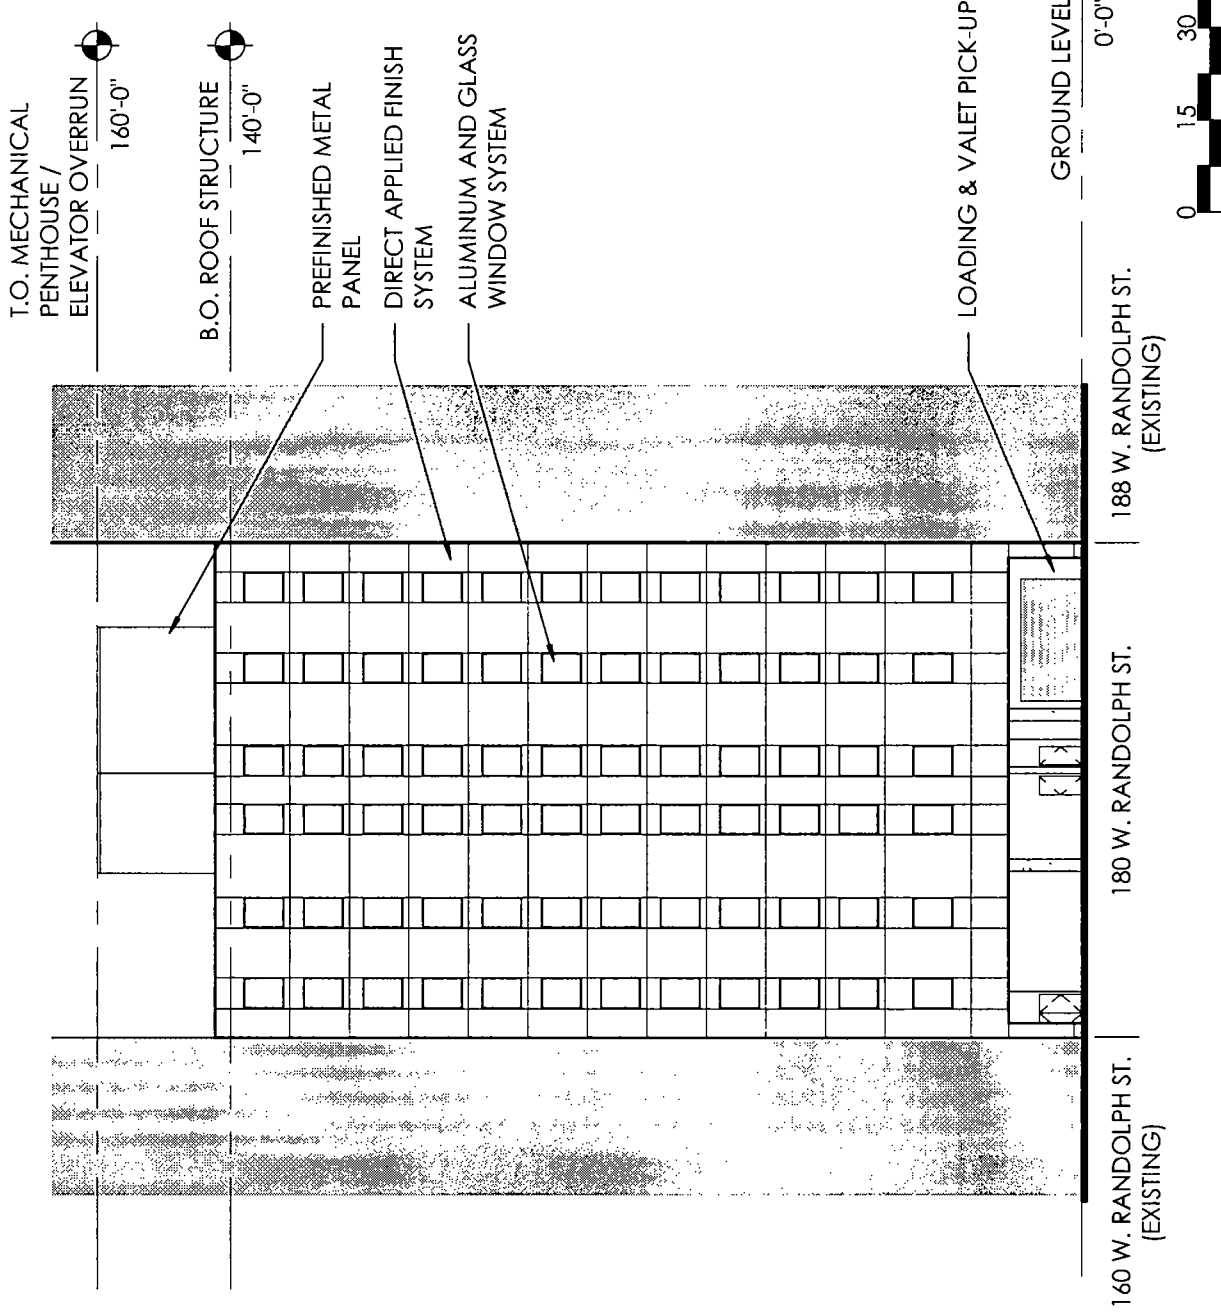 T.O. MECHANICAL
PENTHOUSE /
ELEVATOR OVERRUN
160'-0"
B.O. ROOF STRUCTURE
140'-0"
PREFINISHED METAL
PANEL
DIRECT APPLIED FINISH
SYSTEM
ALUMINUM AND GLASS
WINDOW SYSTEM
LOADING & VALET PICK-UP
GROUND LEVEL
0'-0"
160 W. RANDOLPH ST.
(EXISTING)
180 W. RANDOLPH ST.
188 W. RANDOLPH ST.
(EXISTING)
0
15
30